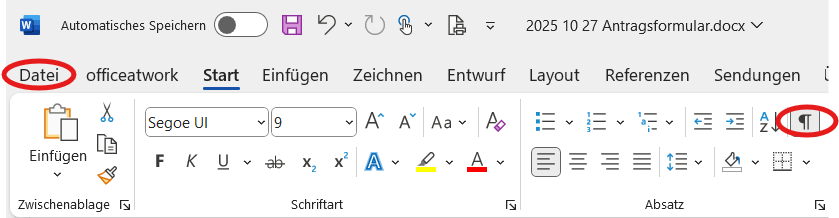 Automatisches Speichern 2025 10 27 Antragsformular.docx
Datei officeatwork Start Einfügen Zeichnen Entwurf Layout Referenzen Sendungen
Segoe UI 9 A A Aa A
Einfügen
F K U ab x₂ x² A A
Zwischenablage Schriftart Absatz